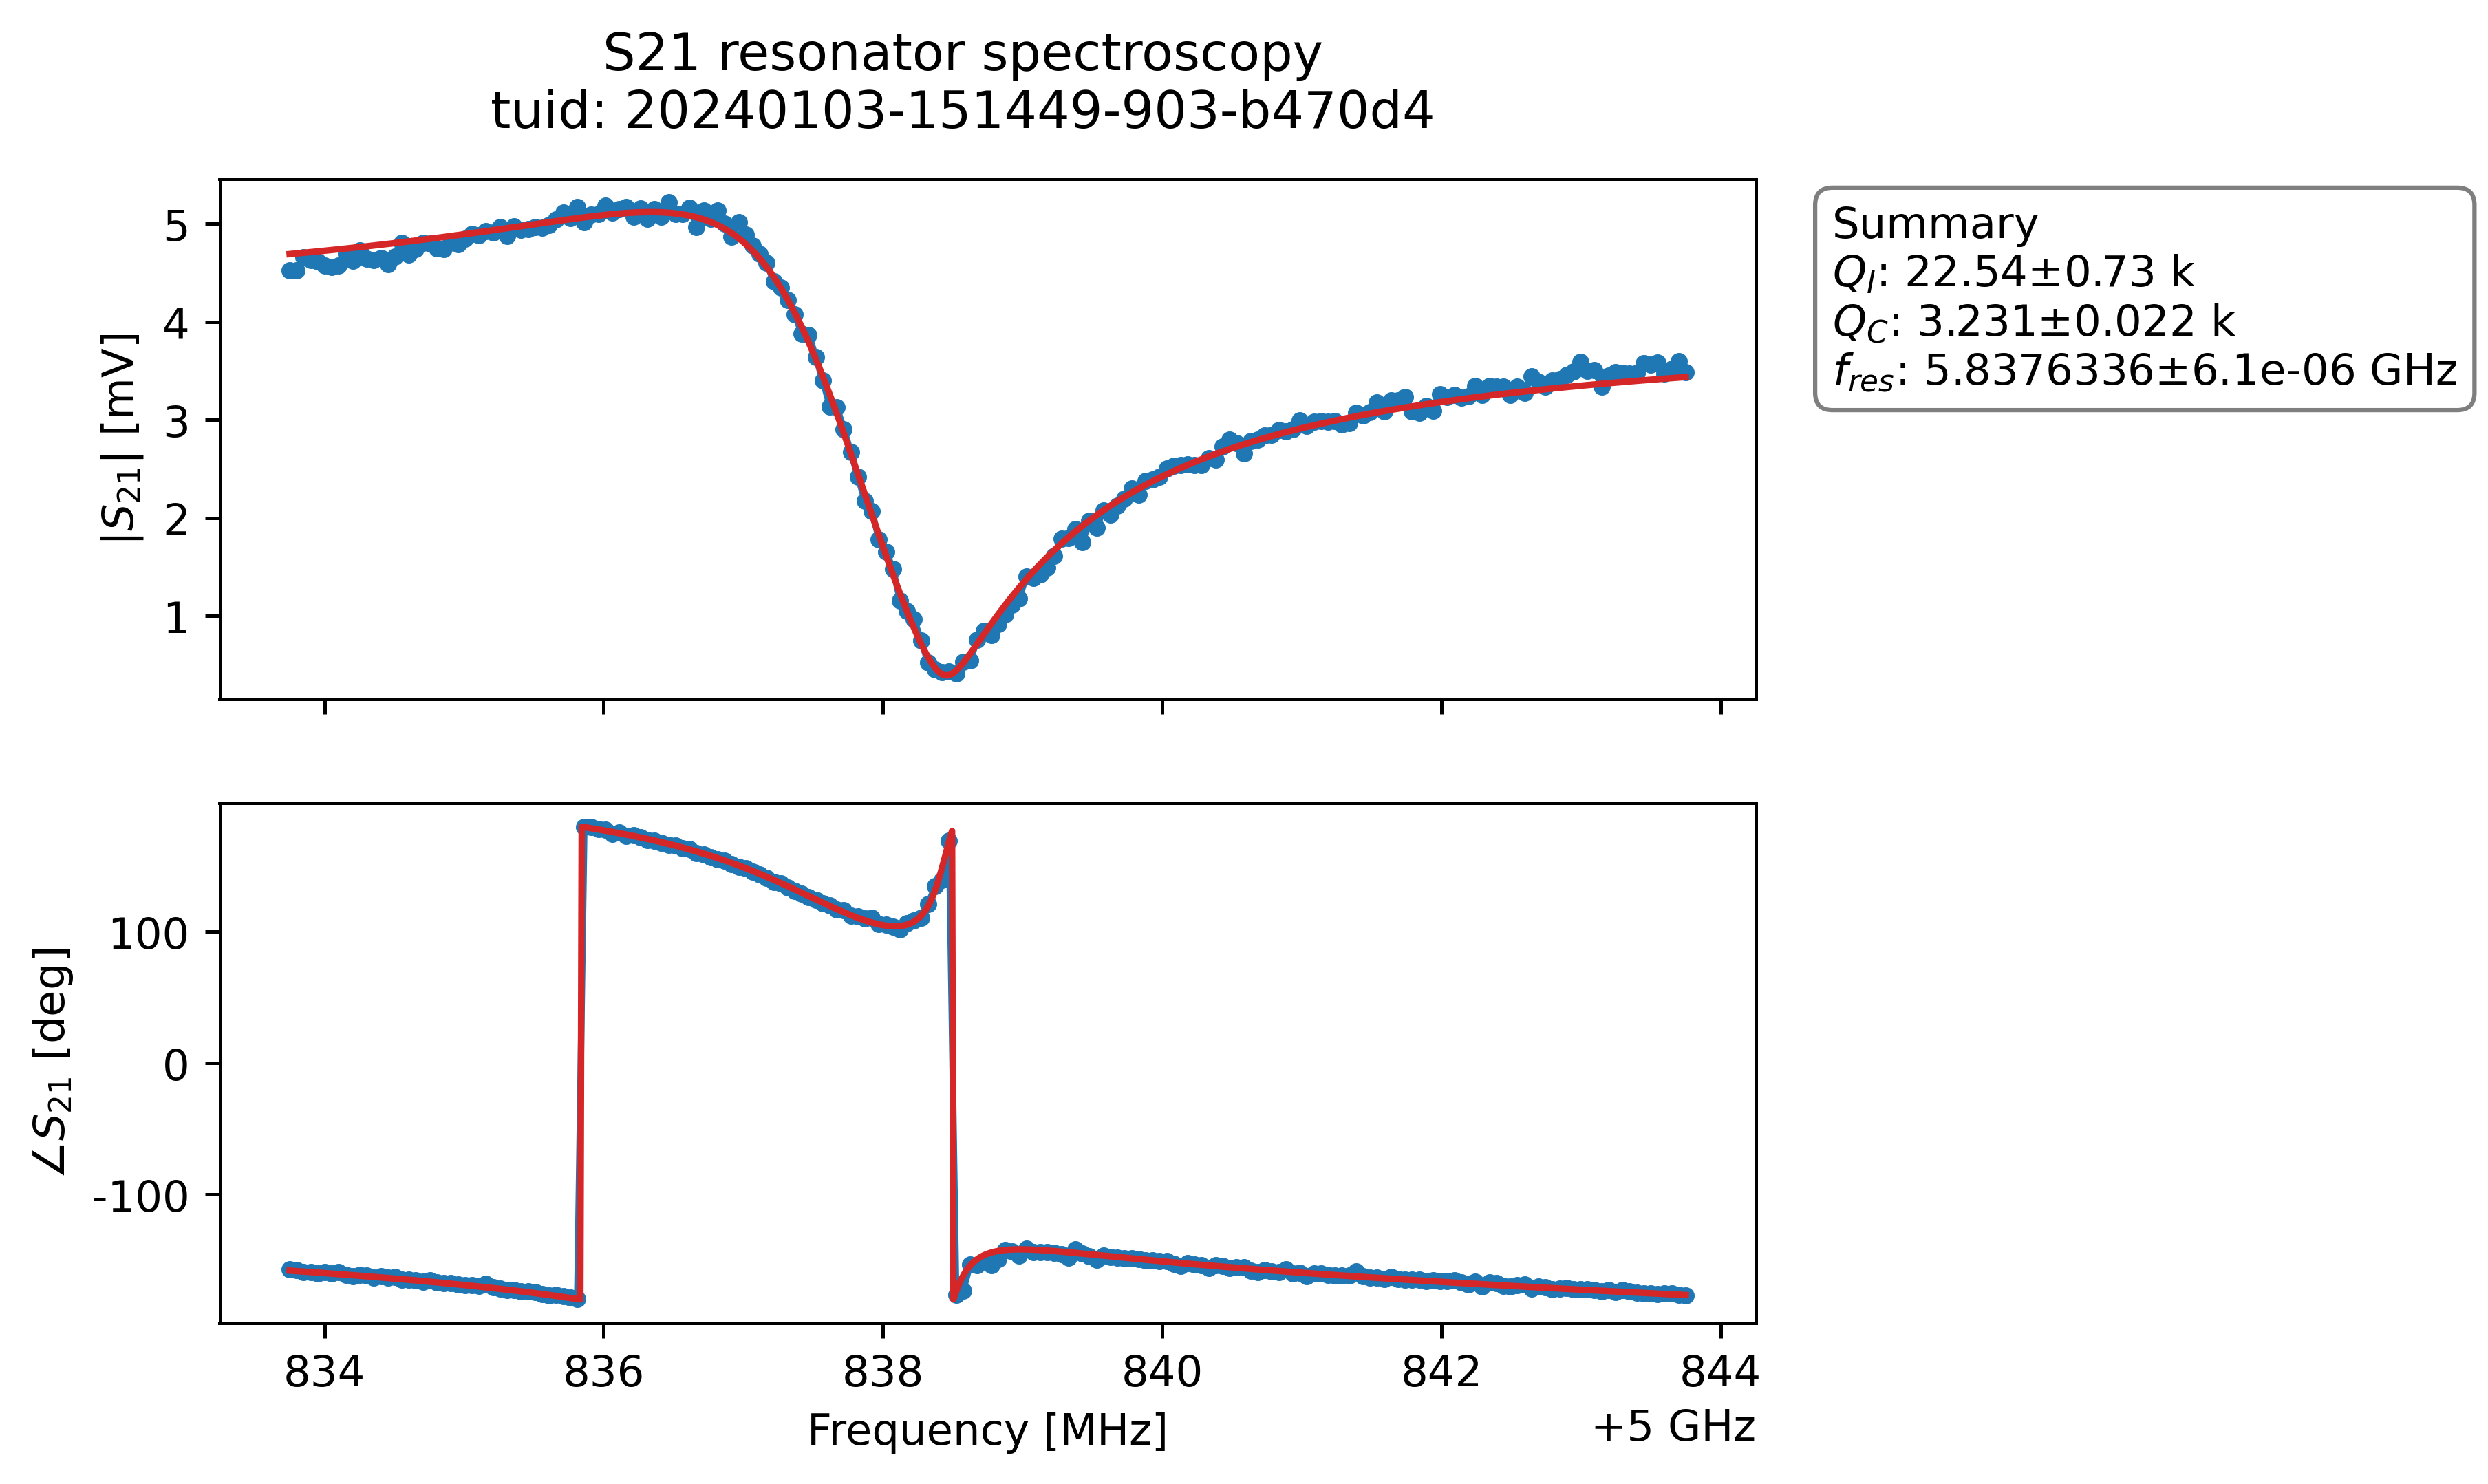 S21 resonator spectroscopy
tuid: 20240103-151449-903-b470d4
|S21| [mV]
5
4
3
2
1
Summary
QI: 22.54±0.73 k
QC: 3.231±0.022 k
fres: 5.8376336±6.1e-06 GHz
∠S21 [deg]
100
0
-100
834 836 838 840 842 844
Frequency [MHz]
+5 GHz